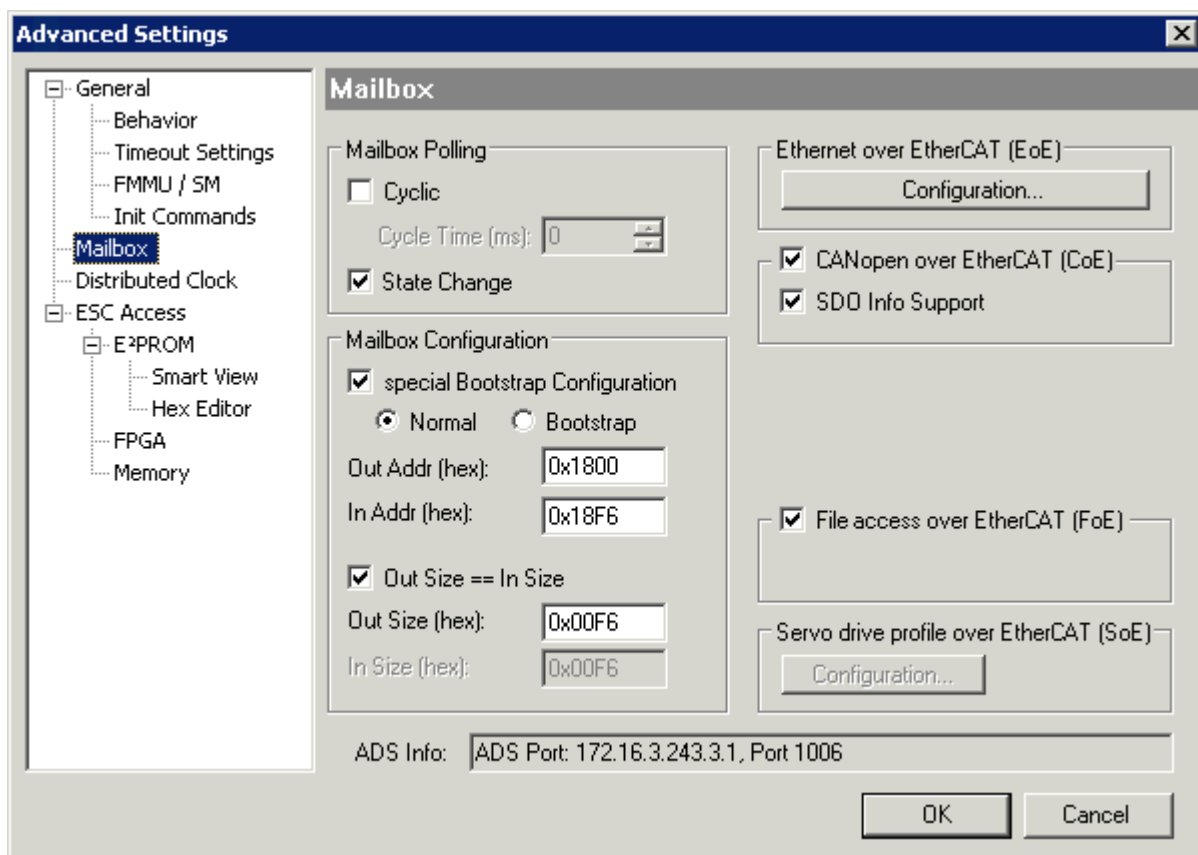 Advanced Settings
General
Behavior
Timeout Settings
FMMU / SM
Init Commands
Mailbox
Distributed Clock
ESC Access
E²PROM
Smart View
Hex Editor
FPGA
Memory
Mailbox
Mailbox Polling
Cyclic
Cycle Time (ms): 0
State Change
Mailbox Configuration
special Bootstrap Configuration
Normal Bootstrap
Out Addr (hex): 0x1800
In Addr (hex): 0x18F6
Out Size == In Size
Out Size (hex): 0x00F6
In Size (hex): 0x00F6
Ethernet over EtherCAT (EoE)
Configuration...
CANopen over EtherCAT (CoE)
SDO Info Support
File access over EtherCAT (FoE)
Servo drive profile over EtherCAT (SoE)
Configuration...
ADS Info: ADS Port: 172.16.3.243.3.1, Port 1006
OK Cancel